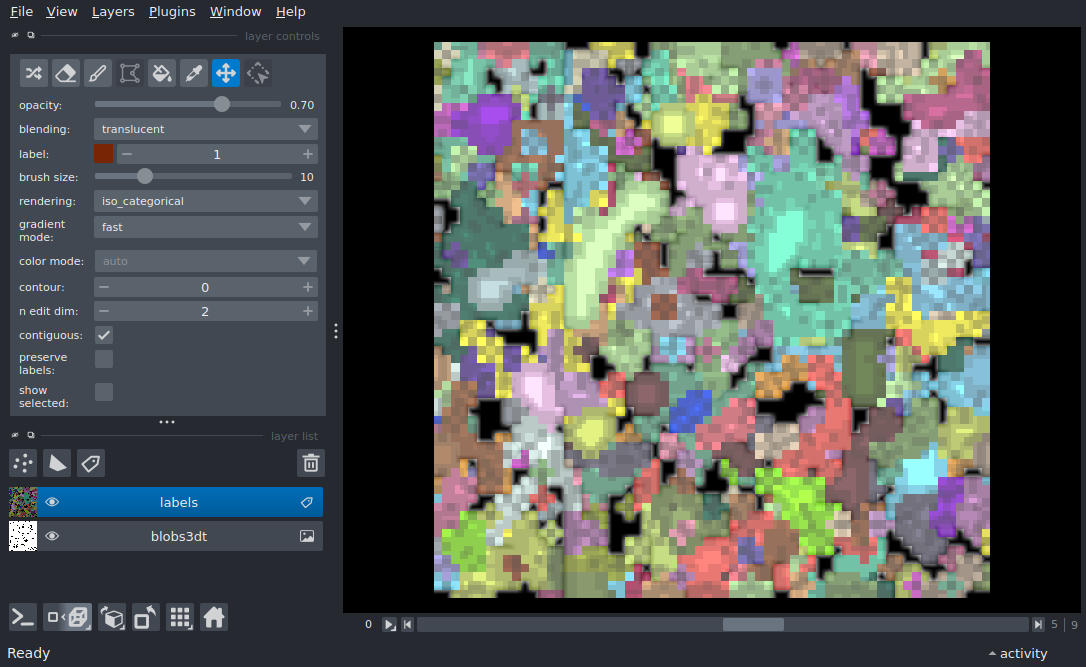 File View Layers Plugins Window Help
layer controls
opacity: 0.70
blending: translucent
label: 1
brush size: 10
rendering: iso_categorical
gradient mode: fast
color mode: auto
contour: 0
n edit dim: 2
contiguous:
preserve labels:
show selected:
layer list
labels
blobs3dt
0 5 | 9
Ready activity